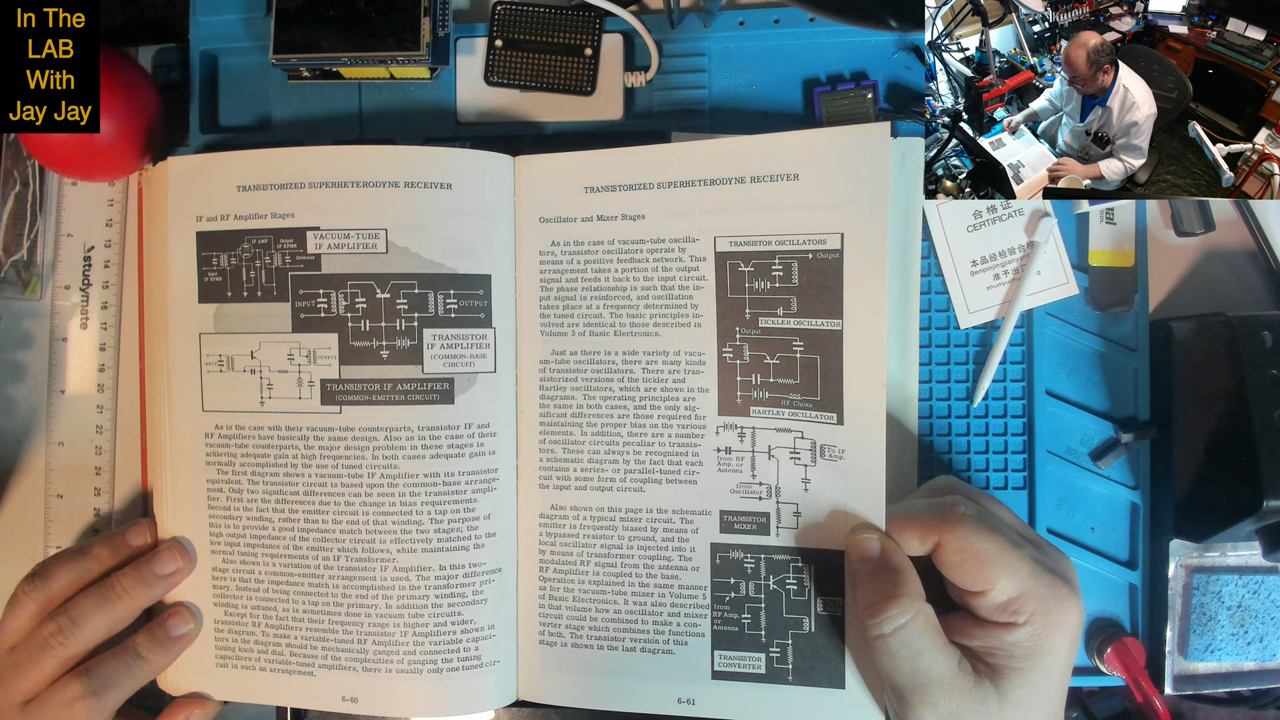 In The
LAB
With
Jay Jay
TRANSISTORIZED SUPERHETERODYNE RECEIVER
IF and RF Amplifier Stages
VACUUM-TUBE
IF AMPLIFIER
IF AMP
Output
Detector
Input
INPUT
OUTPUT
TRANSISTOR
IF AMPLIFIER
(COMMON-BASE
CIRCUIT)
TRANSISTOR IF AMPLIFIER
(COMMON-EMITTER CIRCUIT)
As is the case with their vacuum-tube counterparts, transistor IF and
RF Amplifiers have basically the same design. Also as in the case of their
vacuum-tube counterparts, the major design problem in these stages is
achieving adequate gain at high frequencies. In both cases adequate gain is
normally accomplished by the use of tuned circuits.
The first diagram shows a vacuum-tube IF Amplifier with its transistor
equivalent. The transistor circuit is based upon the common-base arrange-
ment. Only two significant differences can be seen in the transistor ampli-
fier. First are the differences due to the change in bias requirements.
Second is the fact that the emitter circuit is connected to a tap on the
secondary winding, rather than to the end of that winding. The purpose of
this is to provide a good impedance match between the two stages; the
high output impedance of the collector circuit is effectively matched to the
low input impedance of the emitter which follows, while maintaining the
normal tuning requirements of an IF Transformer.
Also shown is a variation of the transistor IF Amplifier. In this two-
stage circuit a common-emitter arrangement is used. The major difference
here is that the impedance match is accomplished in the transformer pri-
mary. Instead of being connected to the end of the primary winding, the
collector is connected to a tap on the primary. In addition the secondary
winding is untuned, as is sometimes done in vacuum tube circuits.
Except for the fact that their frequency range is higher and wider,
transistor RF Amplifiers resemble the transistor IF Amplifiers shown in
the diagram. To make a variable-tuned RF Amplifier the variable capaci-
tors in the diagram should be mechanically ganged and connected to a
tuning knob and dial. Because of the complexities of ganging the tuning
capacitors of variable-tuned amplifiers, there is usually only one tuned cir-
cuit in such an arrangement.
6-60
TRANSISTORIZED SUPERHETERODYNE RECEIVER
Oscillator and Mixer Stages
As in the case of vacuum-tube oscilla-
tors, transistor oscillators operate by
means of a positive feedback network. This
arrangement takes a portion of the output
signal and feeds it back to the input circuit.
The phase relationship is such that the in-
put signal is reinforced, and oscillation
takes place at a frequency determined by
the tuned circuit. The basic principles in-
volved are identical to those described in
Volume 3 of Basic Electronics.
Just as there is a wide variety of vacu-
um-tube oscillators, there are many kinds
of transistor oscillators. There are tran-
sistorized versions of the tickler and
Hartley oscillators, which are shown in the
diagrams. The operating principles are
the same in both cases, and the only sig-
nificant differences are those required for
maintaining the proper bias on the various
elements. In addition, there are a number
of oscillator circuits peculiar to transis-
tors. These can always be recognized in
a schematic diagram by the fact that each
contains a series- or parallel-tuned cir-
cuit with some form of coupling between
the input and output circuit.
Also shown on this page is the schematic
diagram of a typical mixer circuit. The
emitter is frequently biased by means of
a bypassed resistor to ground, and the
local oscillator signal is injected into it
by means of transformer coupling. The
modulated RF signal from the antenna or
RF Amplifier is coupled to the base.
Operation is explained in the same manner
as for the vacuum-tube mixer in Volume 5
of Basic Electronics. It was also described
in that volume how an oscillator and mixer
circuit could be combined to make a con-
verter stage which combines the functions
of both. The transistor version of this
stage is shown in the last diagram.
TRANSISTOR OSCILLATORS
Output
TICKLER OSCILLATOR
Output
RF Choke
HARTLEY OSCILLATOR
from RF
Amp. or
Antenna
To IF
Amp.
from
Oscillator
TRANSISTOR
MIXER
from
RF Amp.
or
Antenna
TRANSISTOR
CONVERTER
6-61
studymate
合格证
CERTIFICATE
本品经检验合
准予出厂